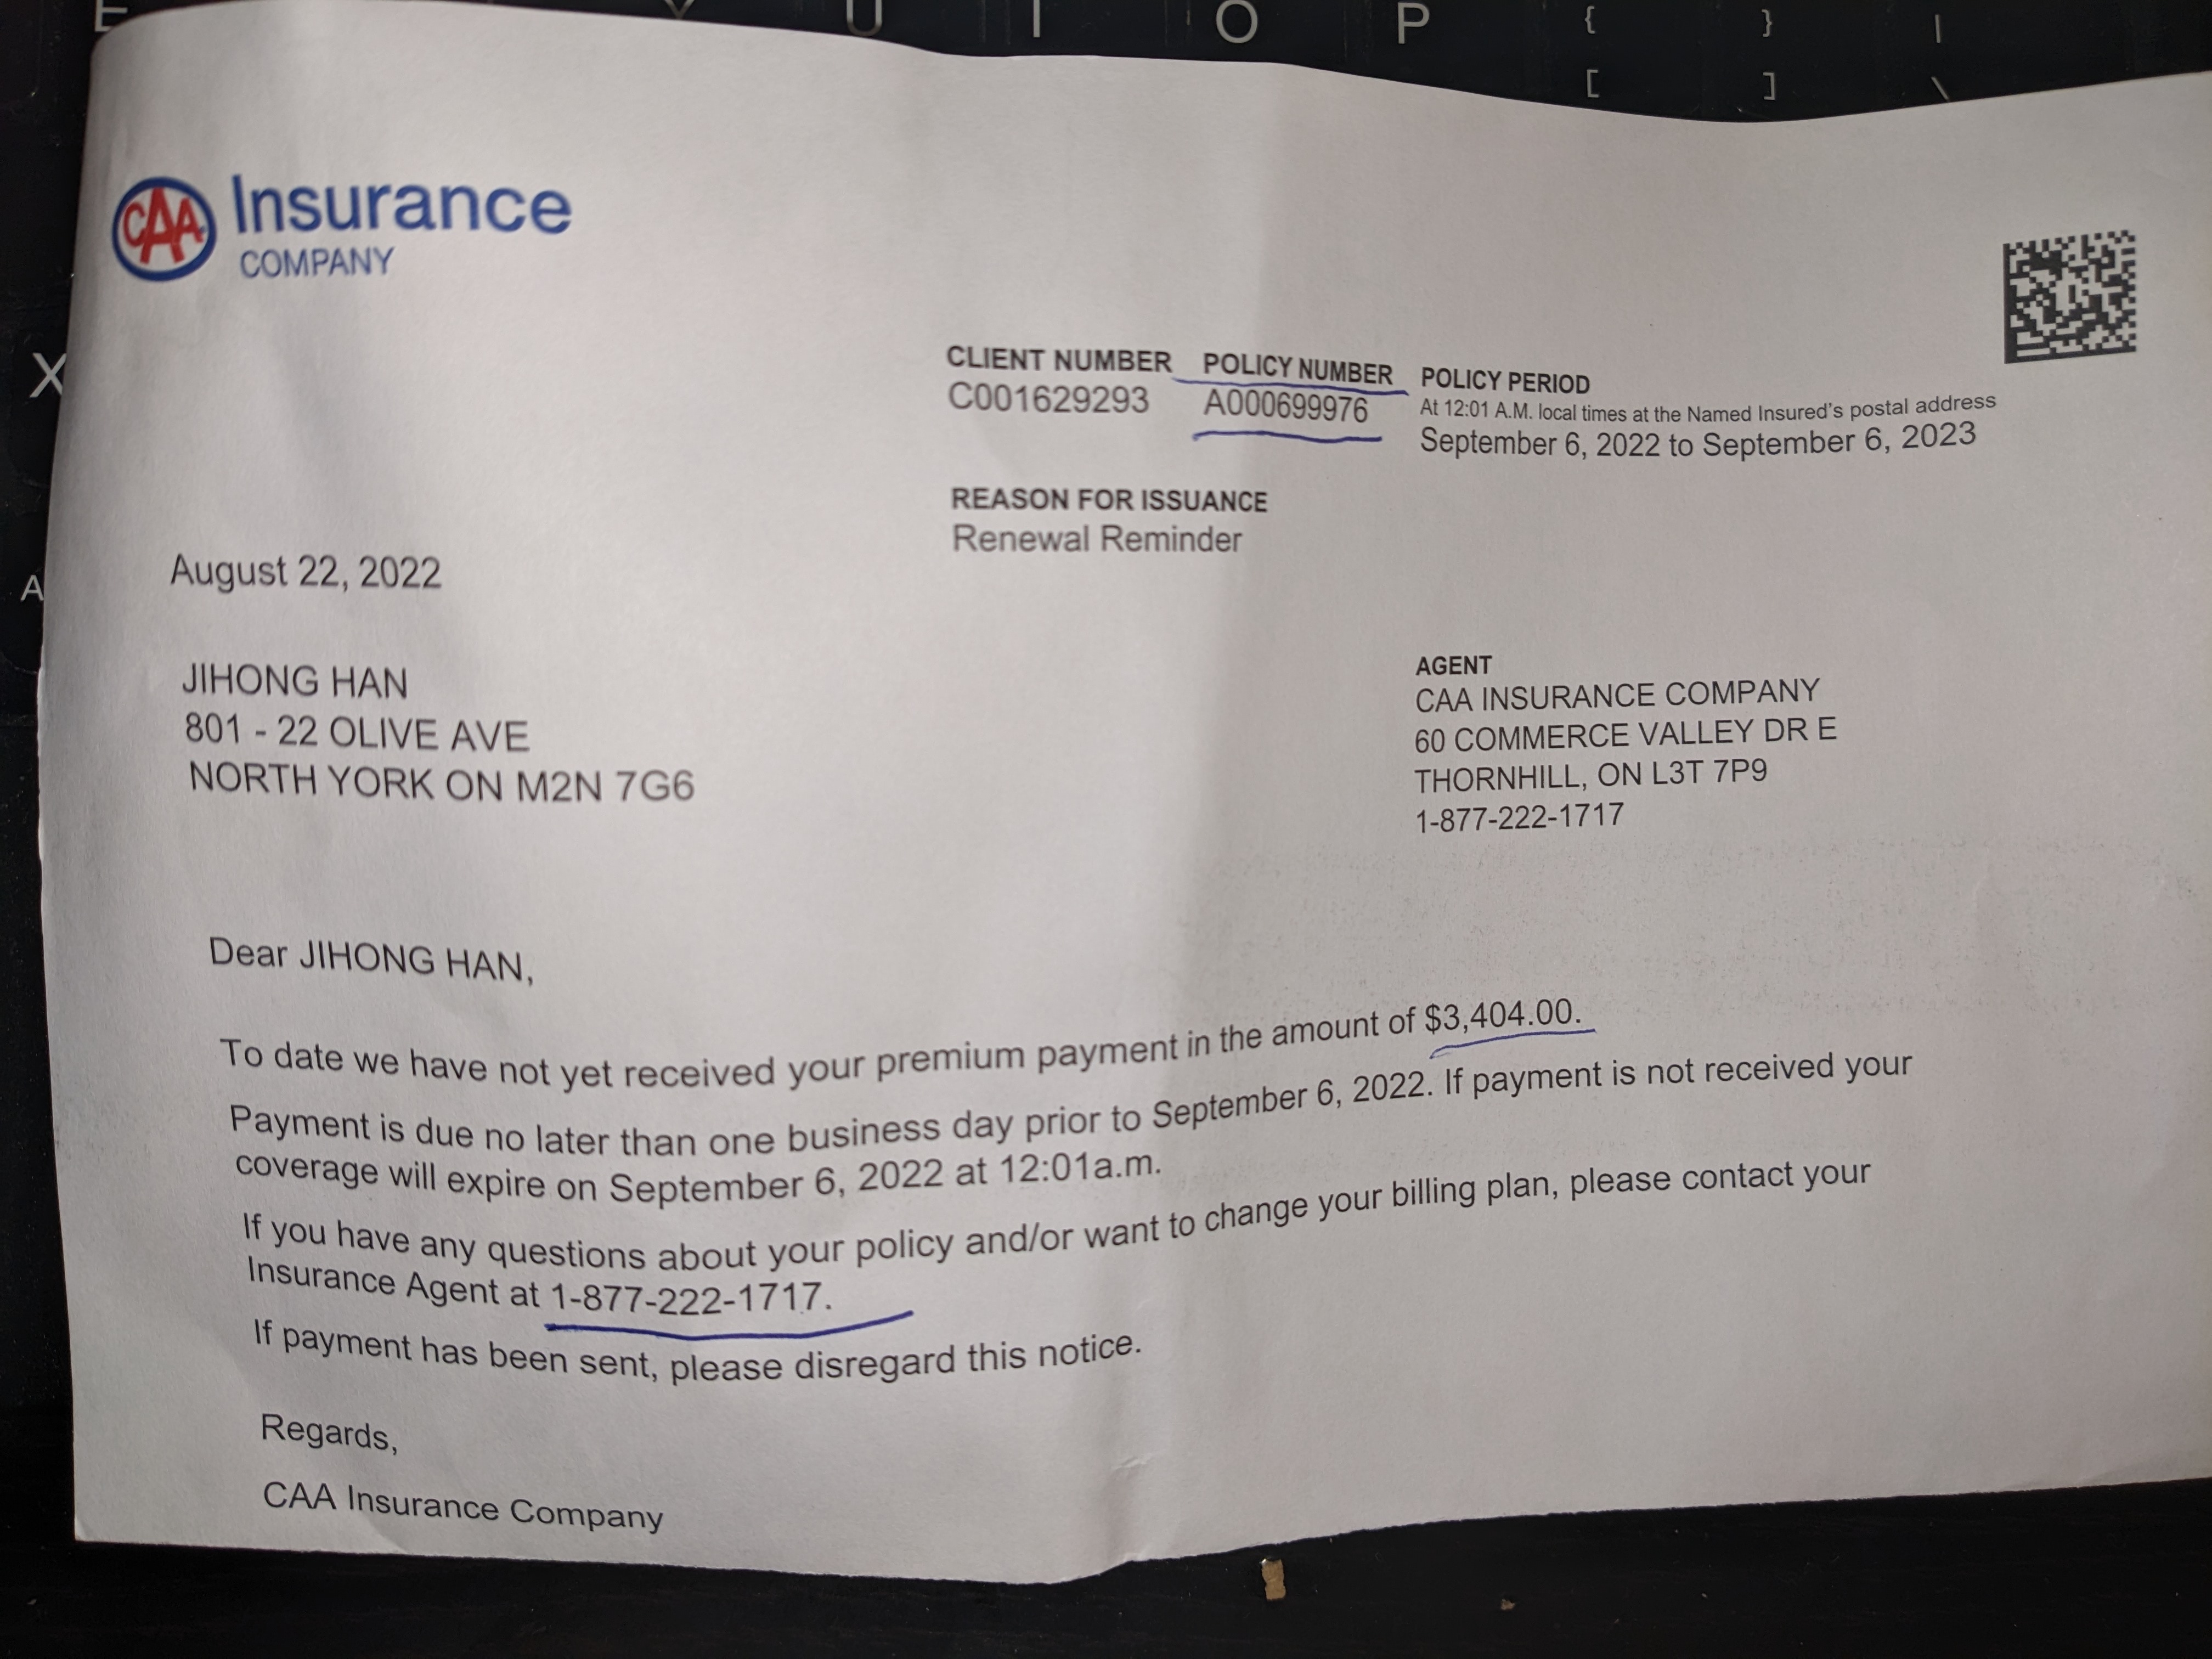 E Y U I O P { } |
[ ] \
X
A
CAA Insurance
COMPANY
CLIENT NUMBER POLICY NUMBER POLICY PERIOD
C001629293 A000699976 At 12:01 A.M. local times at the Named Insured's postal address
September 6, 2022 to September 6, 2023
REASON FOR ISSUANCE
Renewal Reminder
August 22, 2022
JIHONG HAN
801 - 22 OLIVE AVE
NORTH YORK ON M2N 7G6
AGENT
CAA INSURANCE COMPANY
60 COMMERCE VALLEY DR E
THORNHILL, ON L3T 7P9
1-877-222-1717
Dear JIHONG HAN,
To date we have not yet received your premium payment in the amount of $3,404.00.
Payment is due no later than one business day prior to September 6, 2022. If payment is not received your
coverage will expire on September 6, 2022 at 12:01a.m.
If you have any questions about your policy and/or want to change your billing plan, please contact your
Insurance Agent at 1-877-222-1717.
If payment has been sent, please disregard this notice.
Regards,
CAA Insurance Company